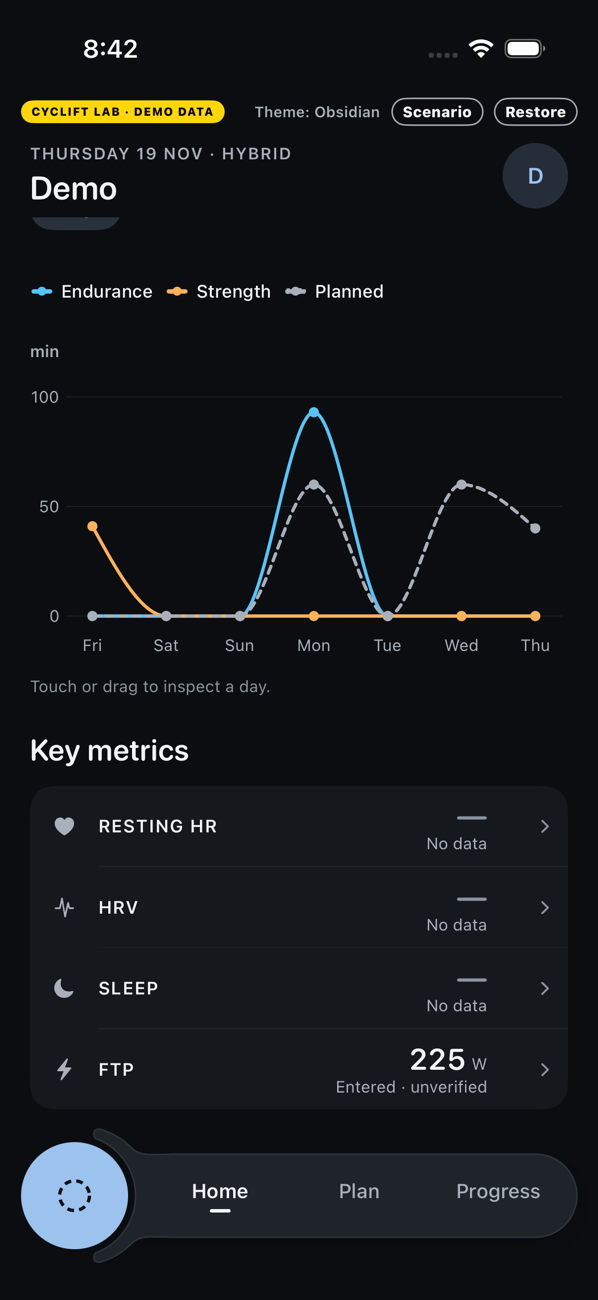 8:42
CYCLIFT LAB · DEMO DATA
Theme: Obsidian
Scenario
Restore
THURSDAY 19 NOV · HYBRID
Demo
D
Endurance
Strength
Planned
min
100
50
0
Fri Sat Sun Mon Tue Wed Thu
Touch or drag to inspect a day.
Key metrics
RESTING HR
No data
HRV
No data
SLEEP
No data
FTP
225 W
Entered · unverified
Home
Plan
Progress